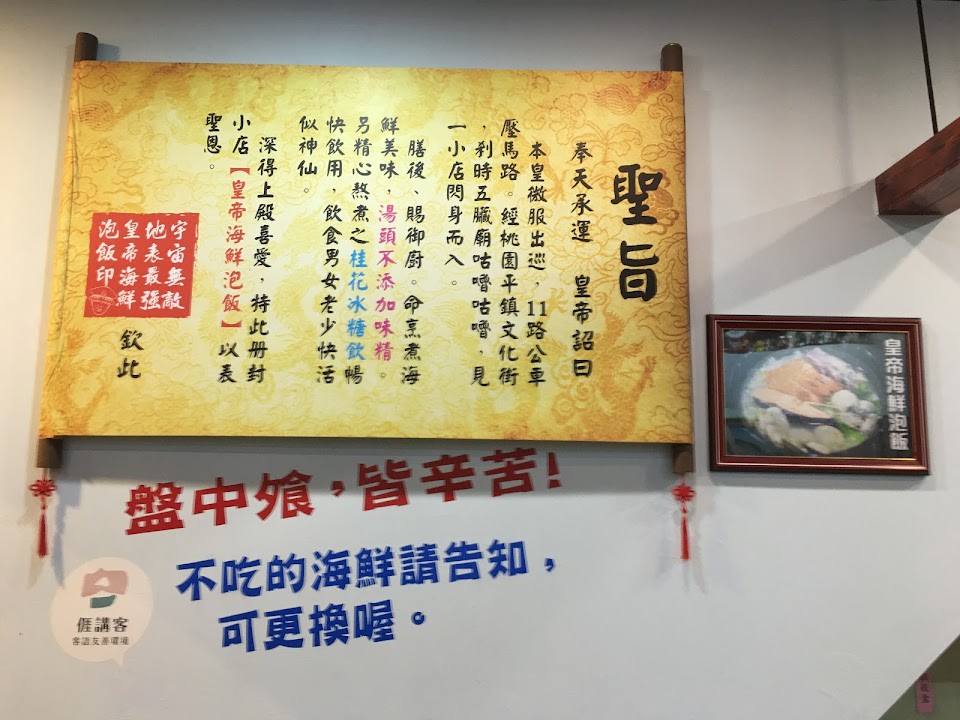 聖旨
奉天承運 皇帝詔曰
本皇微服出巡，11路公車
壓馬路。經桃園平鎮文化街
，剎時五臟廟咕嚕咕嚕，見
一小店閃身而入。
膳後、賜御廚。命烹煮海
鮮美味，湯頭不添加味精。
另精心熬煮之桂花冰糖飲暢
快飲用，飲食男女老少快活
似神仙。
深得上殿喜愛，持此册封
小店【皇帝海鮮泡飯】以表
聖恩。
欽此
宇宙無敵
地表最強
皇帝海鮮
泡飯印
皇帝海鮮泡飯
盤中飧，皆辛苦！
不吃的海鮮請告知，
可更換喔。
𠊎講客
客語友善環境